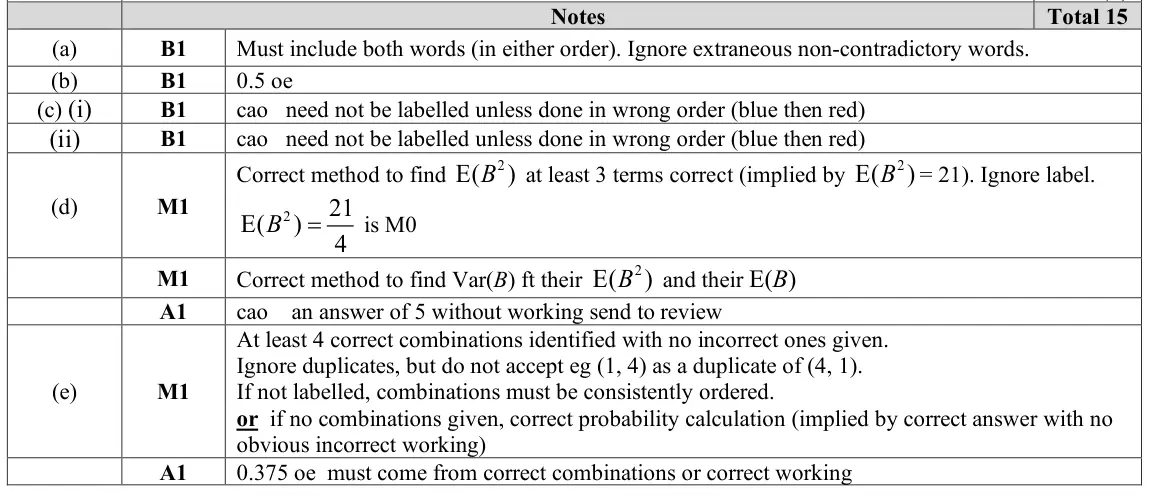 Notes Total 15
(a) B1 Must include both words (in either order). Ignore extraneous non-contradictory words.
(b) B1 0.5 oe
(c) (i) B1 cao need not be labelled unless done in wrong order (blue then red)
(ii) B1 cao need not be labelled unless done in wrong order (blue then red)
(d) M1 Correct method to find E(B²) at least 3 terms correct (implied by E(B²) = 21). Ignore label.
E(B²) = 21/4 is M0
M1 Correct method to find Var(B) ft their E(B²) and their E(B)
A1 cao an answer of 5 without working send to review
(e) M1 At least 4 correct combinations identified with no incorrect ones given.
Ignore duplicates, but do not accept eg (1, 4) as a duplicate of (4, 1).
If not labelled, combinations must be consistently ordered.
or if no combinations given, correct probability calculation (implied by correct answer with no
obvious incorrect working)
A1 0.375 oe must come from correct combinations or correct working